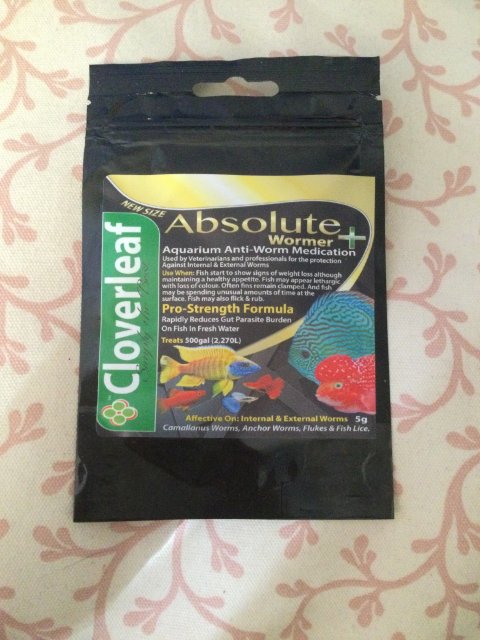 NEW SIZE
Absolute
Wormer +
Aquarium Anti-Worm Medication
Used by Veterinarians and professionals for the protection
Against Internal & External Worms
Use When: Fish start to show signs of weight loss although
maintaining a healthy appetite. Fish may appear lethargic
with loss of colour. Often fins remain clamped. And fish
may be spending unusual amounts of time at the
surface. Fish may also flick & rub.
Pro-Strength Formula
Rapidly Reduces Gut Parasite Burden
On Fish In Fresh Water
Treats 500gal (2,270L)
Affective On: Internal & External Worms 5g
Camallanus Worms, Anchor Worms, Flukes & Fish Lice.
Cloverleaf
TM